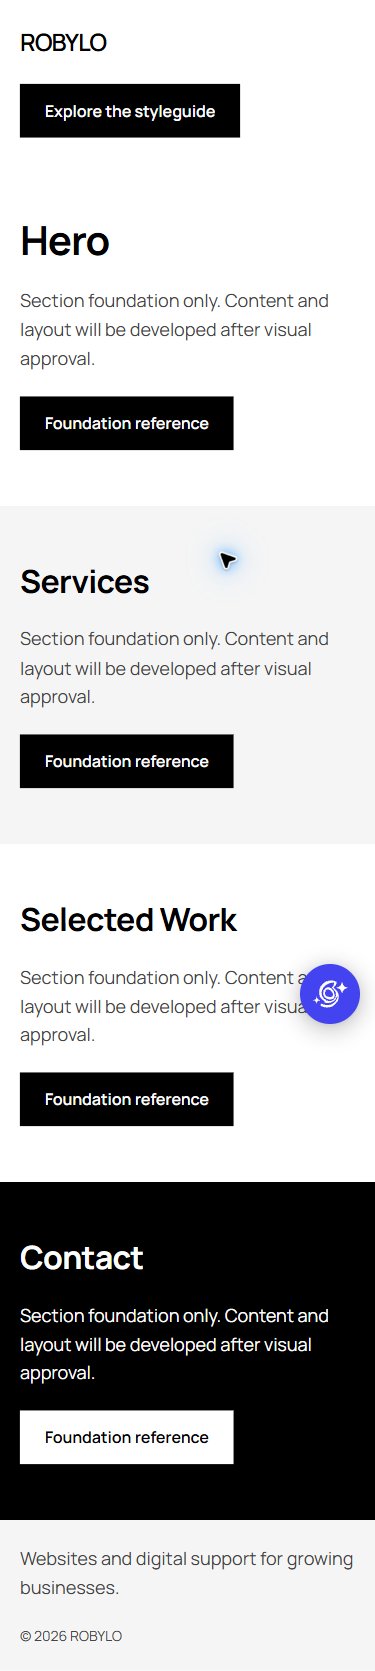 ROBYLO
Explore the styleguide
Hero
Section foundation only. Content and
layout will be developed after visual
approval.
Foundation reference
Services
Section foundation only. Content and
layout will be developed after visual
approval.
Foundation reference
Selected Work
Section foundation only. Content
layout will be developed after visual
approval.
Foundation reference
Contact
Section foundation only. Content and
layout will be developed after visual
approval.
Foundation reference
Websites and digital support for growing
businesses.
© 2026 ROBYLO